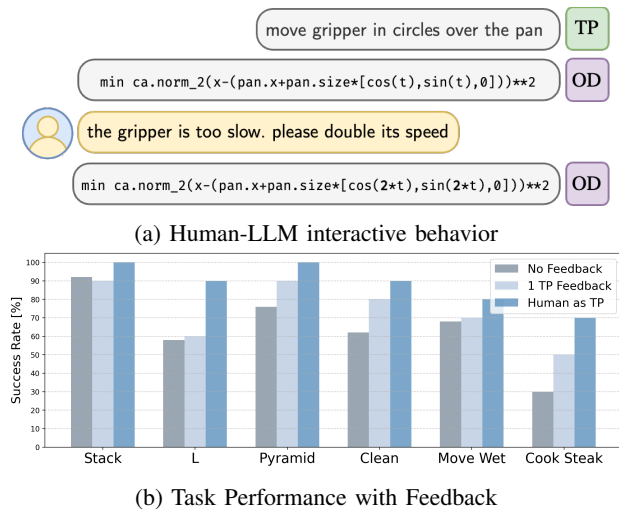 move gripper in circles over the pan TP
min ca.norm_2(x-(pan.x+pan.size*[cos(t),sin(t),0]))**2 OD
the gripper is too slow. please double its speed
min ca.norm_2(x-(pan.x+pan.size*[cos(2*t),sin(2*t),0]))**2 OD
(a) Human-LLM interactive behavior
Success Rate [%]
100
90
80
70
60
50
40
30
20
10
0
No Feedback
1 TP Feedback
Human as TP
Stack L Pyramid Clean Move Wet Cook Steak
(b) Task Performance with Feedback